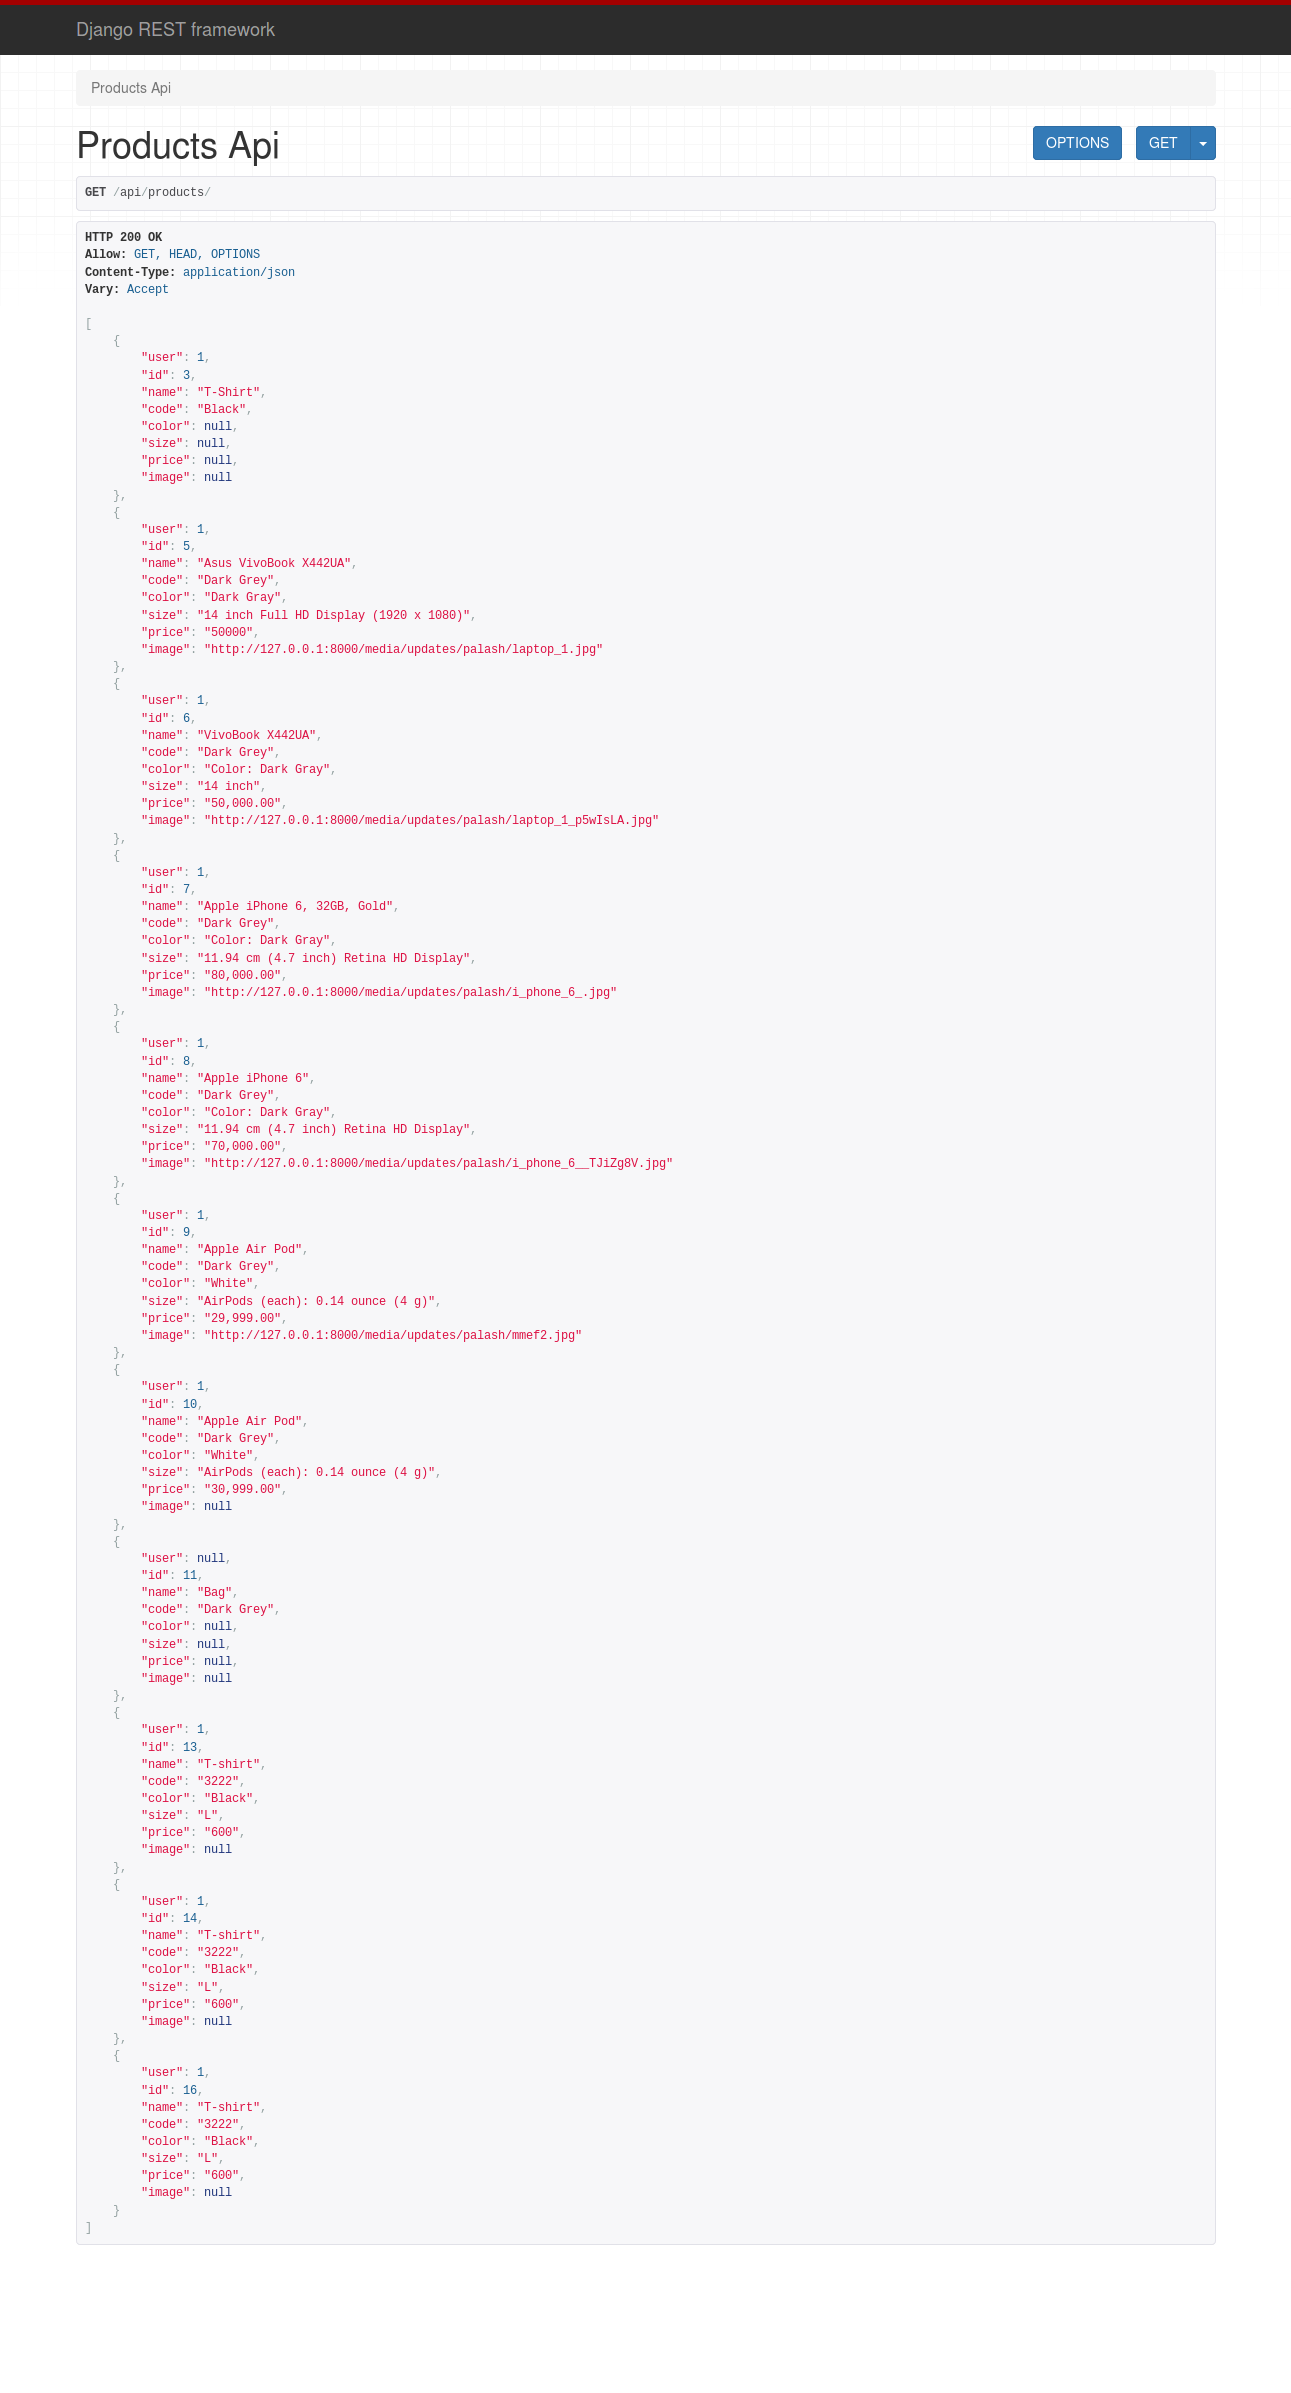 Django REST framework
Products Api
Products Api
OPTIONS GET
GET /api/products/
HTTP 200 OK
Allow: GET, HEAD, OPTIONS
Content-Type: application/json
Vary: Accept
[
    {
        "user": 1,
        "id": 3,
        "name": "T-Shirt",
        "code": "Black",
        "color": null,
        "size": null,
        "price": null,
        "image": null
    },
    {
        "user": 1,
        "id": 5,
        "name": "Asus VivoBook X442UA",
        "code": "Dark Grey",
        "color": "Dark Gray",
        "size": "14 inch Full HD Display (1920 x 1080)",
        "price": "50000",
        "image": "http://127.0.0.1:8000/media/updates/palash/laptop_1.jpg"
    },
    {
        "user": 1,
        "id": 6,
        "name": "VivoBook X442UA",
        "code": "Dark Grey",
        "color": "Color: Dark Gray",
        "size": "14 inch",
        "price": "50,000.00",
        "image": "http://127.0.0.1:8000/media/updates/palash/laptop_1_p5wIsLA.jpg"
    },
    {
        "user": 1,
        "id": 7,
        "name": "Apple iPhone 6, 32GB, Gold",
        "code": "Dark Grey",
        "color": "Color: Dark Gray",
        "size": "11.94 cm (4.7 inch) Retina HD Display",
        "price": "80,000.00",
        "image": "http://127.0.0.1:8000/media/updates/palash/i_phone_6_.jpg"
    },
    {
        "user": 1,
        "id": 8,
        "name": "Apple iPhone 6",
        "code": "Dark Grey",
        "color": "Color: Dark Gray",
        "size": "11.94 cm (4.7 inch) Retina HD Display",
        "price": "70,000.00",
        "image": "http://127.0.0.1:8000/media/updates/palash/i_phone_6__TJiZg8V.jpg"
    },
    {
        "user": 1,
        "id": 9,
        "name": "Apple Air Pod",
        "code": "Dark Grey",
        "color": "White",
        "size": "AirPods (each): 0.14 ounce (4 g)",
        "price": "29,999.00",
        "image": "http://127.0.0.1:8000/media/updates/palash/mmef2.jpg"
    },
    {
        "user": 1,
        "id": 10,
        "name": "Apple Air Pod",
        "code": "Dark Grey",
        "color": "White",
        "size": "AirPods (each): 0.14 ounce (4 g)",
        "price": "30,999.00",
        "image": null
    },
    {
        "user": null,
        "id": 11,
        "name": "Bag",
        "code": "Dark Grey",
        "color": null,
        "size": null,
        "price": null,
        "image": null
    },
    {
        "user": 1,
        "id": 13,
        "name": "T-shirt",
        "code": "3222",
        "color": "Black",
        "size": "L",
        "price": "600",
        "image": null
    },
    {
        "user": 1,
        "id": 14,
        "name": "T-shirt",
        "code": "3222",
        "color": "Black",
        "size": "L",
        "price": "600",
        "image": null
    },
    {
        "user": 1,
        "id": 16,
        "name": "T-shirt",
        "code": "3222",
        "color": "Black",
        "size": "L",
        "price": "600",
        "image": null
    }
]